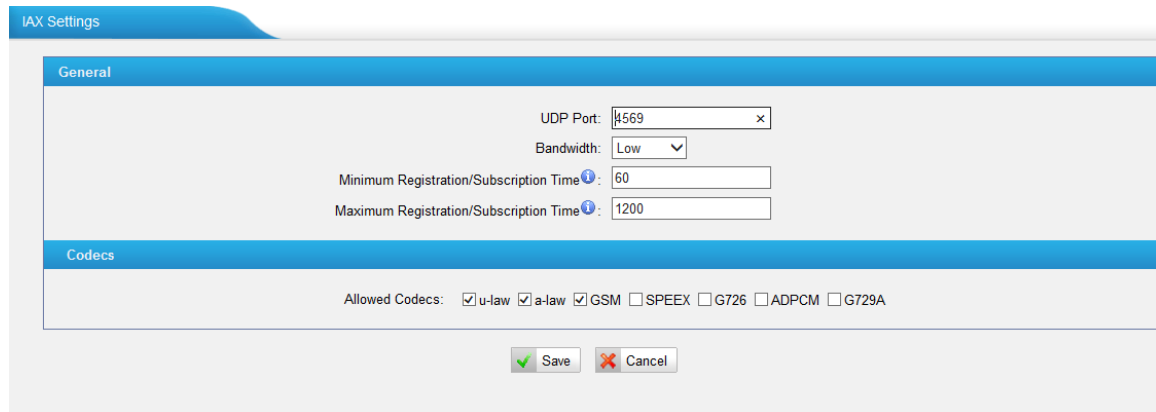 IAX Settings
General
UDP Port: 4569 ×
Bandwidth: Low
Minimum Registration/Subscription Time i : 60
Maximum Registration/Subscription Time i : 1200
Codecs
Allowed Codecs: u-law a-law GSM SPEEX G726 ADPCM G729A
Save Cancel